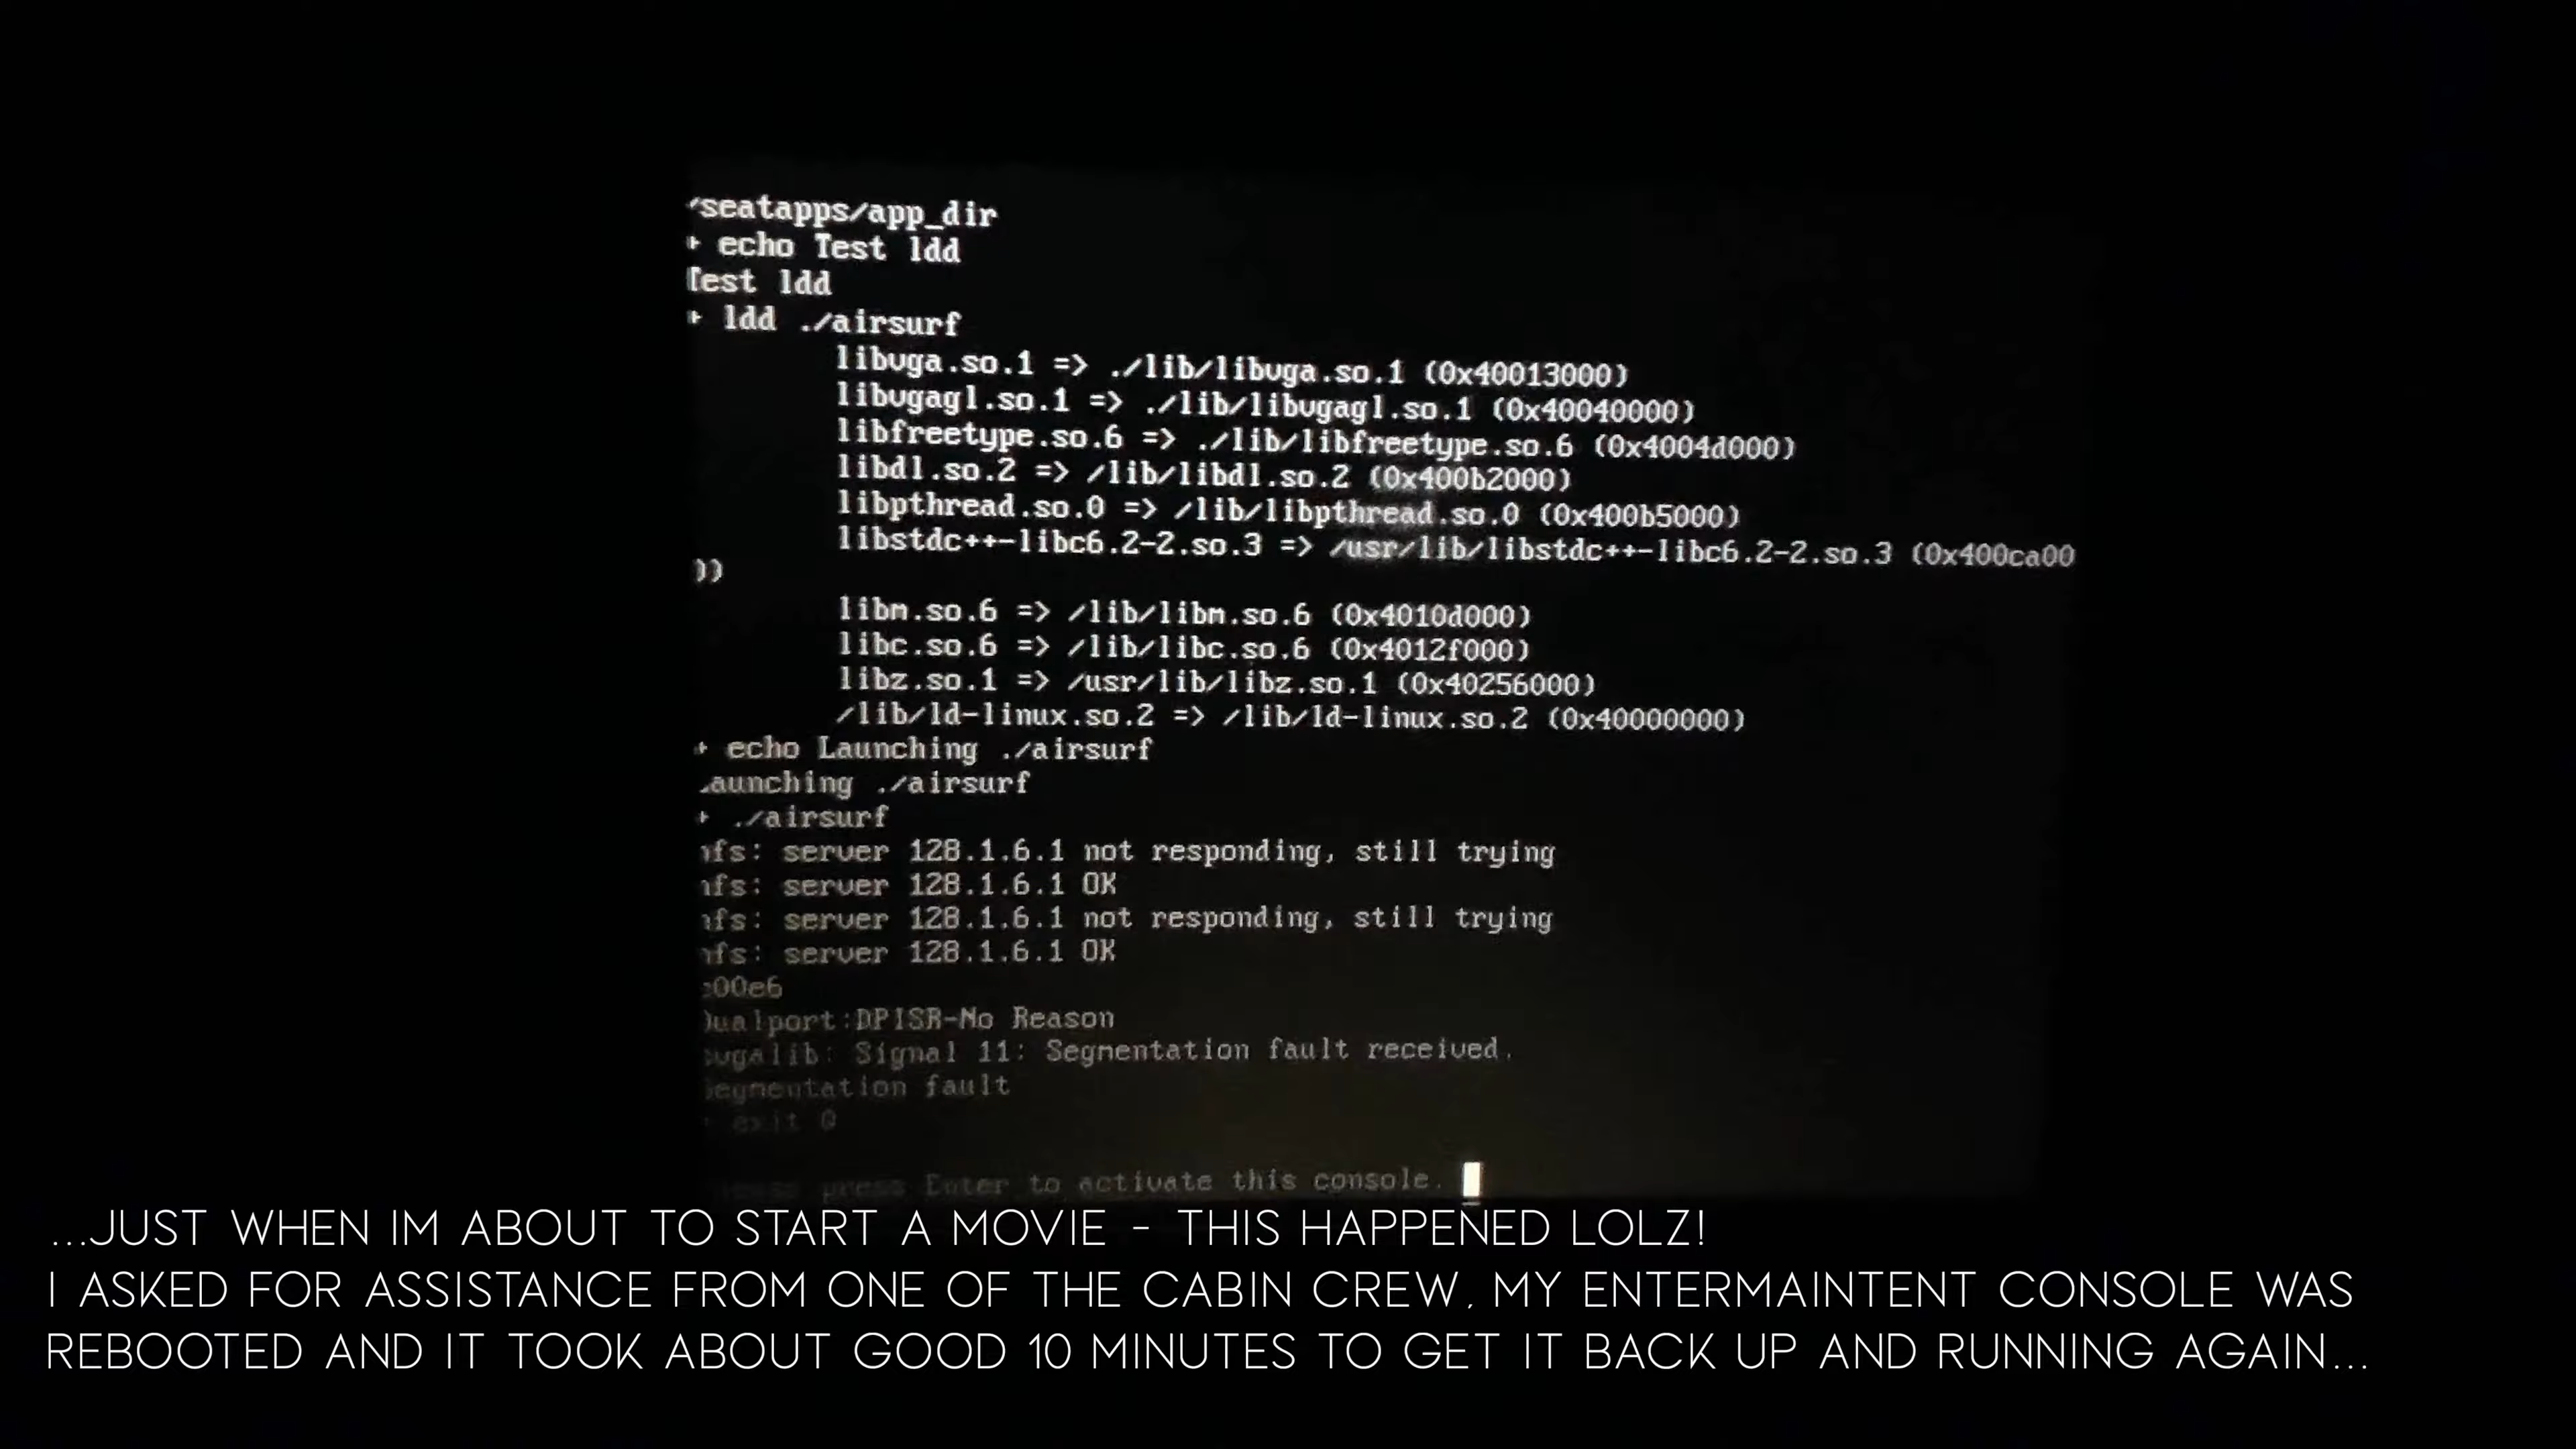 /seatapps/app_dir
+ echo Test ldd
Test ldd
+ ldd ./airsurf
libvga.so.1 => ./lib/libvga.so.1 (0x40013000)
libvgagl.so.1 => ./lib/libvgagl.so.1 (0x40040000)
libfreetype.so.6 => ./lib/libfreetype.so.6 (0x4004d000)
libdl.so.2 => /lib/libdl.so.2 (0x400b2000)
libpthread.so.0 => /lib/libpthread.so.0 (0x400b5000)
libstdc++-libc6.2-2.so.3 => /usr/lib/libstdc++-libc6.2-2.so.3 (0x400ca00
0)
libm.so.6 => /lib/libm.so.6 (0x4010d000)
libc.so.6 => /lib/libc.so.6 (0x4012f000)
libz.so.1 => /usr/lib/libz.so.1 (0x40256000)
/lib/ld-linux.so.2 => /lib/ld-linux.so.2 (0x40000000)
+ echo Launching ./airsurf
Launching ./airsurf
+ ./airsurf
nfs: server 128.1.6.1 not responding, still trying
nfs: server 128.1.6.1 OK
nfs: server 128.1.6.1 not responding, still trying
nfs: server 128.1.6.1 OK
00e6
Dualport:DPISR-No Reason
svgalib: Signal 11: Segmentation fault received.
Segmentation fault
+ exit 0
Please press Enter to activate this console.
...JUST WHEN IM ABOUT TO START A MOVIE - THIS HAPPENED LOLZ!
I ASKED FOR ASSISTANCE FROM ONE OF THE CABIN CREW, MY ENTERMAINTENT CONSOLE WAS
REBOOTED AND IT TOOK ABOUT GOOD 10 MINUTES TO GET IT BACK UP AND RUNNING AGAIN...